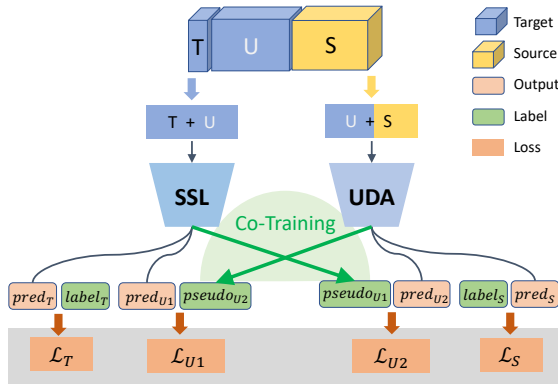 T U S
Target
Source
Output
Label
Loss
T + U
U + S
SSL
UDA
Co-Training
pred_T label_T pred_U1 pseudo_U2 pseudo_U1 pred_U2 label_S pred_S
ℒ_T ℒ_U1 ℒ_U2 ℒ_S